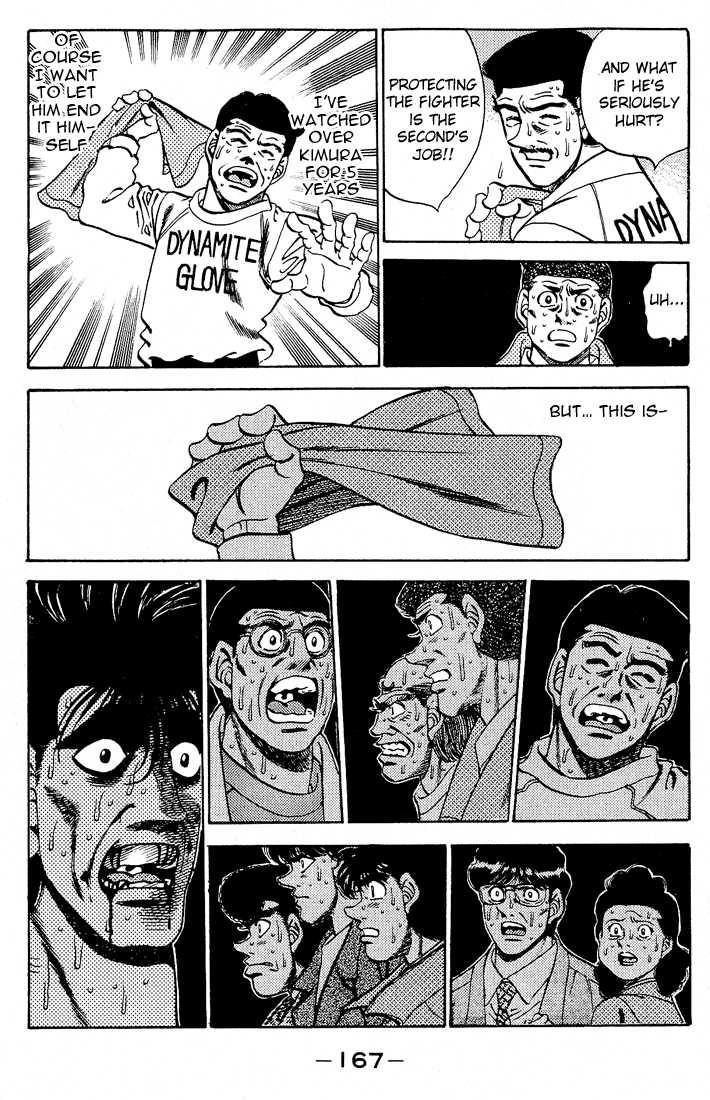 AND WHAT
IF HE'S
SERIOUSLY
HURT?
PROTECTING
THE FIGHTER
IS THE
SECOND'S
JOB!!
DYNA
I'VE
WATCHED
OVER
KIMURA
FOR 5
YEARS
OF
COURSE
I WANT
TO LET
HIM END
IT HIM-
SELF
DYNAMITE
GLOVE
UH...
BUT... THIS IS-
-167-